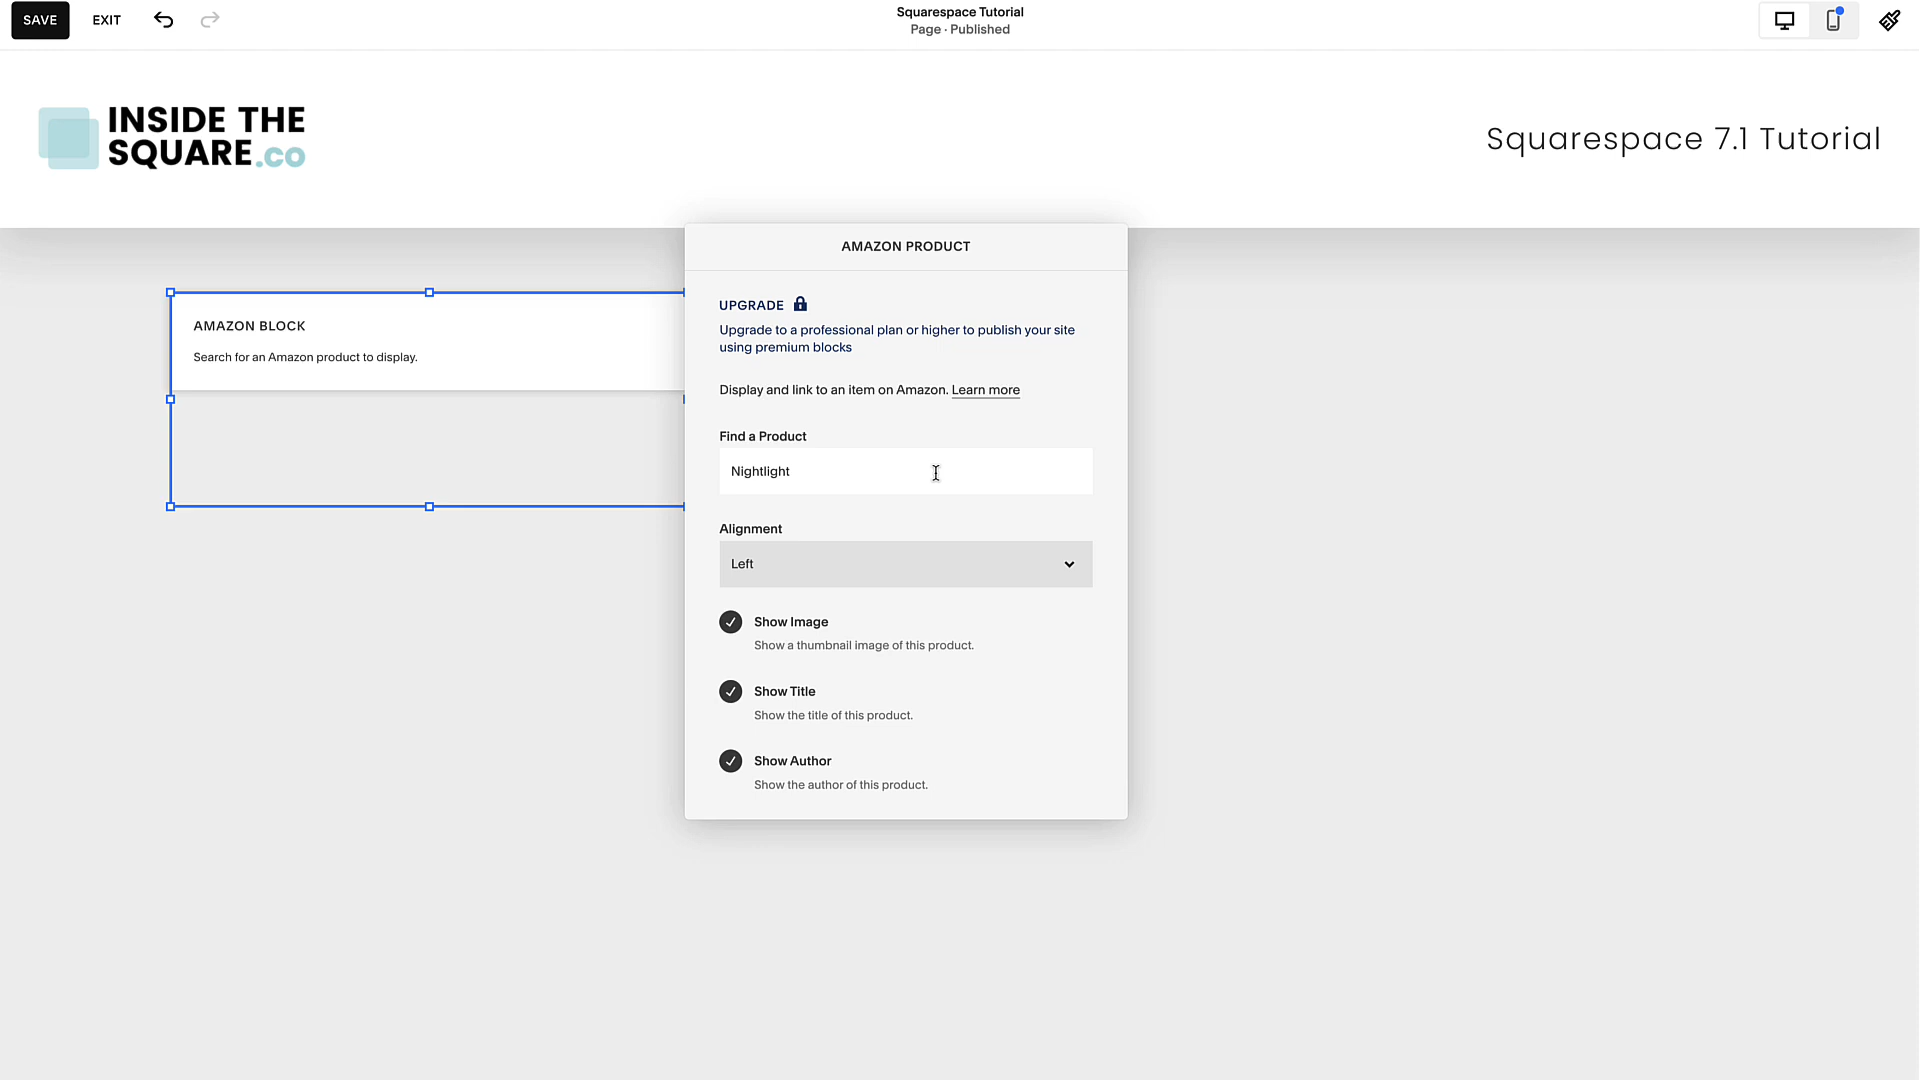 SAVE
EXIT
Squarespace Tutorial
Page · Published
INSIDE THE
SQUARE.co
Squarespace 7.1 Tutorial
AMAZON BLOCK
Search for an Amazon product to display.
AMAZON PRODUCT
UPGRADE
Upgrade to a professional plan or higher to publish your site
using premium blocks
Display and link to an item on Amazon. Learn more
Find a Product
Nightlight
Alignment
Left
Show Image
Show a thumbnail image of this product.
Show Title
Show the title of this product.
Show Author
Show the author of this product.